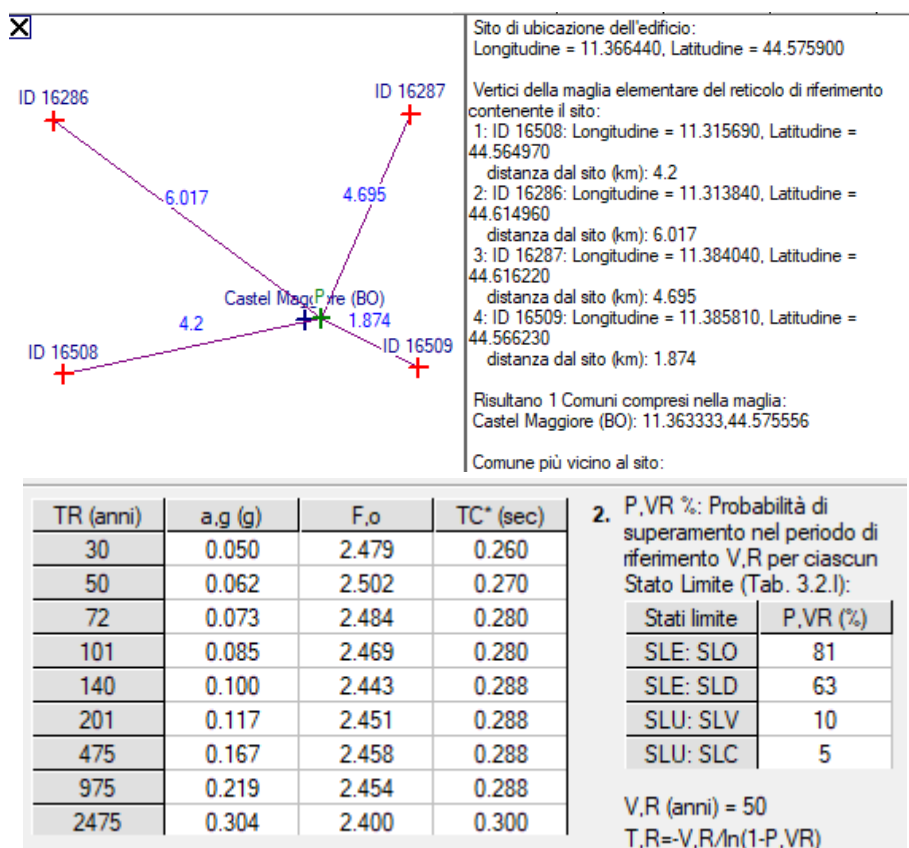 ID 16286
ID 16287
6.017
4.695
Castel Maggiore (BO)
P
4.2
1.874
ID 16508
ID 16509
Sito di ubicazione dell'edificio:
Longitudine = 11.366440, Latitudine = 44.575900
Vertici della maglia elementare del reticolo di riferimento
contenente il sito:
1: ID 16508: Longitudine = 11.315690, Latitudine =
44.564970
distanza dal sito (km): 4.2
2: ID 16286: Longitudine = 11.313840, Latitudine =
44.614960
distanza dal sito (km): 6.017
3: ID 16287: Longitudine = 11.384040, Latitudine =
44.616220
distanza dal sito (km): 4.695
4: ID 16509: Longitudine = 11.385810, Latitudine =
44.566230
distanza dal sito (km): 1.874
Risultano 1 Comuni compresi nella maglia:
Castel Maggiore (BO): 11.363333,44.575556
Comune più vicino al sito:
TR (anni) a,g (g) F,o TC* (sec)
30 0.050 2.479 0.260
50 0.062 2.502 0.270
72 0.073 2.484 0.280
101 0.085 2.469 0.280
140 0.100 2.443 0.288
201 0.117 2.451 0.288
475 0.167 2.458 0.288
975 0.219 2.454 0.288
2475 0.304 2.400 0.300
2. P,VR %: Probabilità di
superamento nel periodo di
riferimento V,R per ciascun
Stato Limite (Tab. 3.2.I):
Stati limite P,VR (%)
SLE: SLO 81
SLE: SLD 63
SLU: SLV 10
SLU: SLC 5
V,R (anni) = 50
T,R=-V,R/ln(1-P,VR)